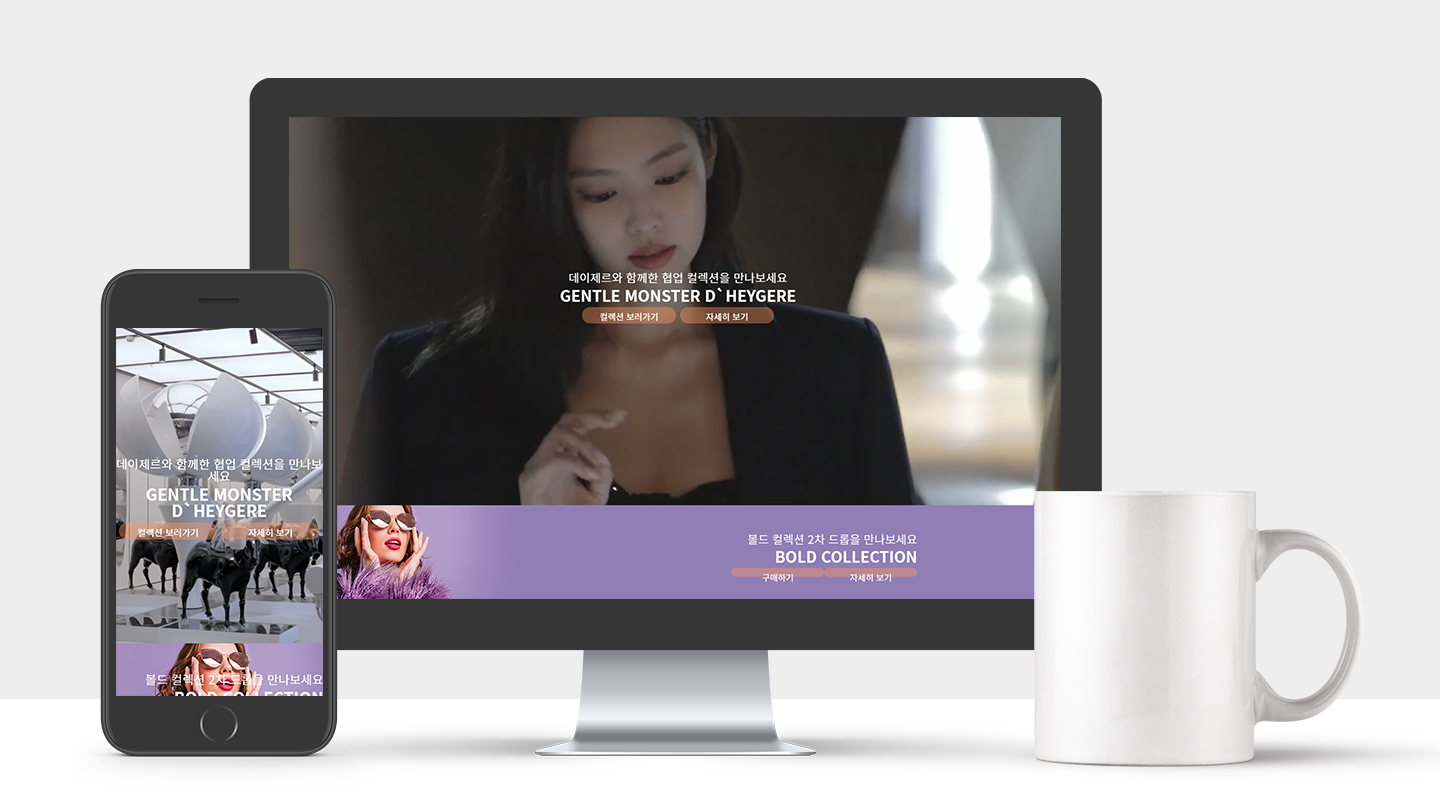 데이제르와 함께한 협업 컬렉션을 만나보세요
GENTLE MONSTER D`HEYGERE
컬렉션 보러가기 자세히 보기
볼드 컬렉션 2차 드롭을 만나보세요
BOLD COLLECTION
구매하기 자세히 보기
데이제르와 함께한 협업 컬렉션을 만나보
세요
GENTLE MONSTER
D`HEYGERE
컬렉션 보러가기 자세히 보기
볼드 컬렉션 2차 드롭을 만나보세요
BOLD COLLECTION